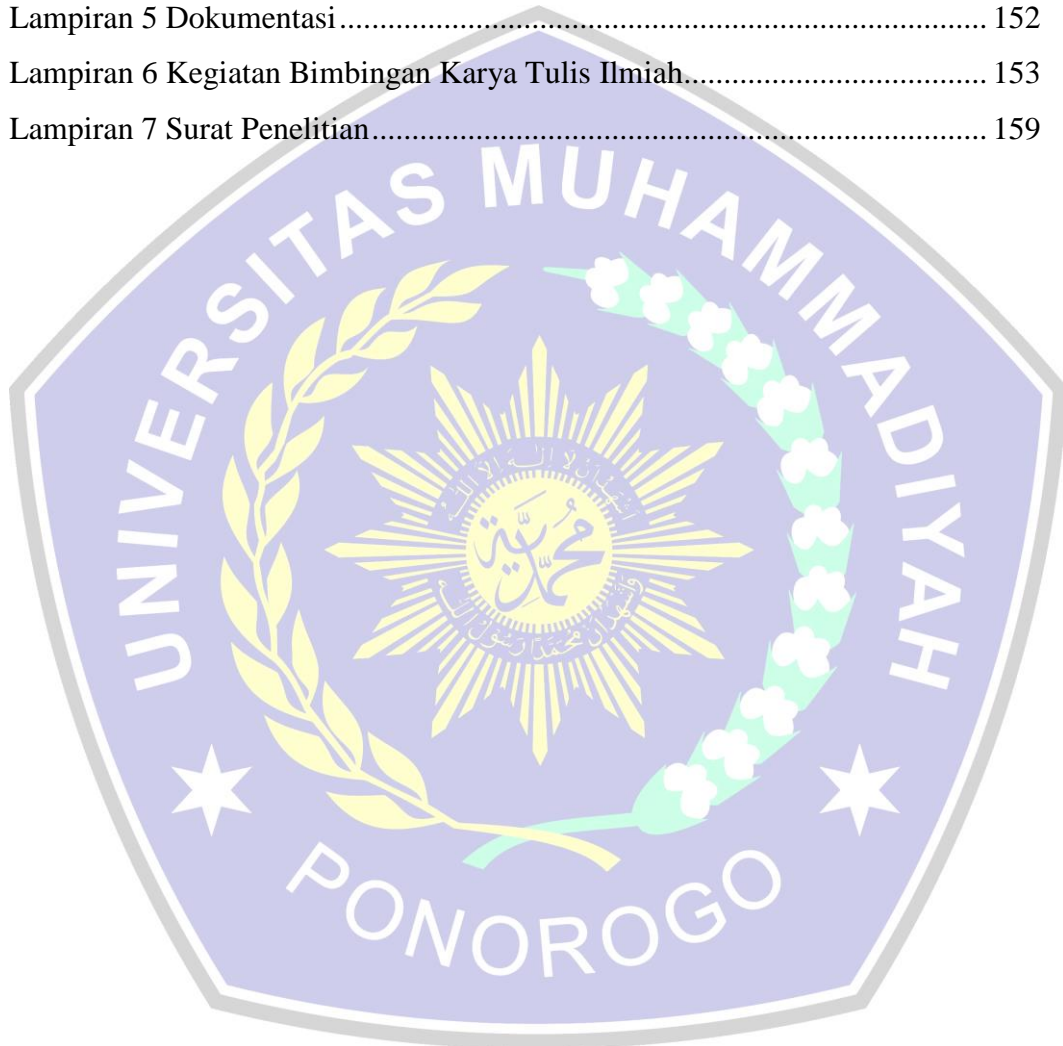 Lampiran 5 Dokumentasi........................................................................................ 152
Lampiran 6 Kegiatan Bimbingan Karya Tulis Ilmiah........................................... 153
Lampiran 7 Surat Penelitian................................................................................... 159
UNIVERSITAS MUHAMMADIYAH
محمدية
PONOROGO